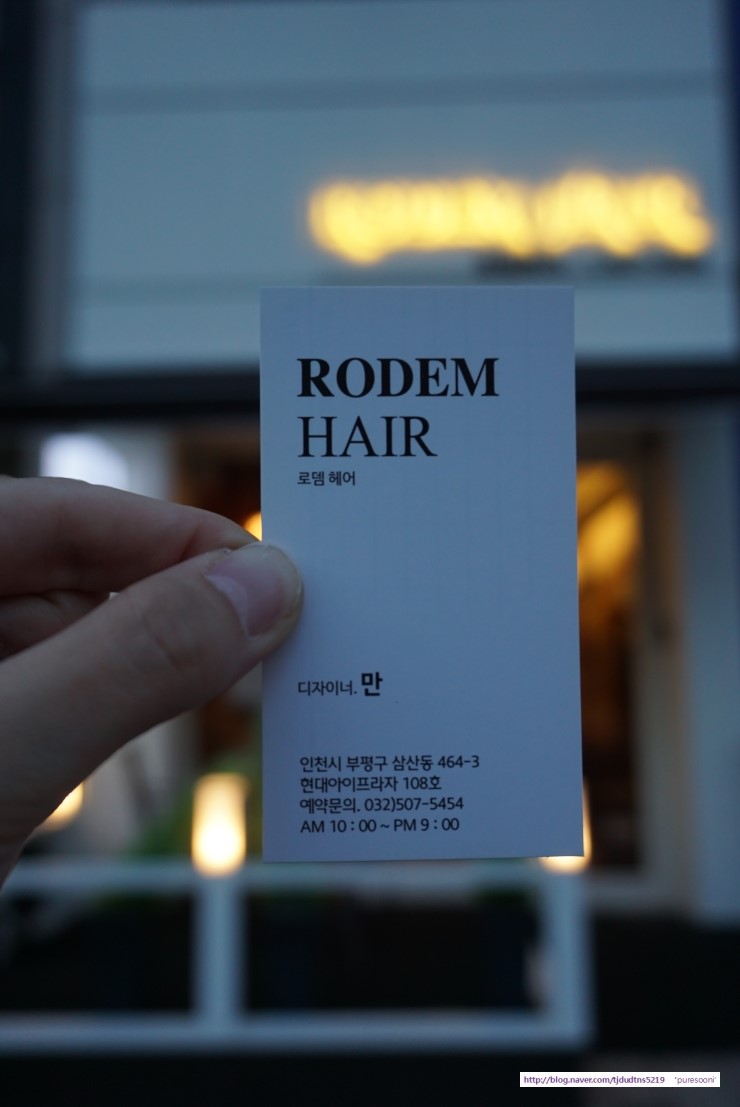 RODEM
HAIR
로뎀 헤어
디자이너. 만
인천시 부평구 삼산동 464-3
현대아이프라자 108호
예약문의. 032)507-5454
AM 10 : 00 ~ PM 9 : 00
http://blog.naver.com/tjdudtns5219 'puresooni'